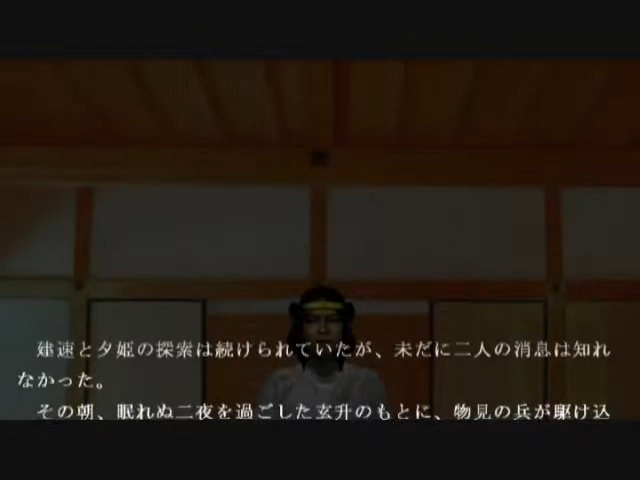 建速と夕姫の探索は続けられていたが、未だに二人の消息は知れ
なかった。
その朝、眠れぬ二夜を過ごした玄升のもとに、物見の兵が駆け込